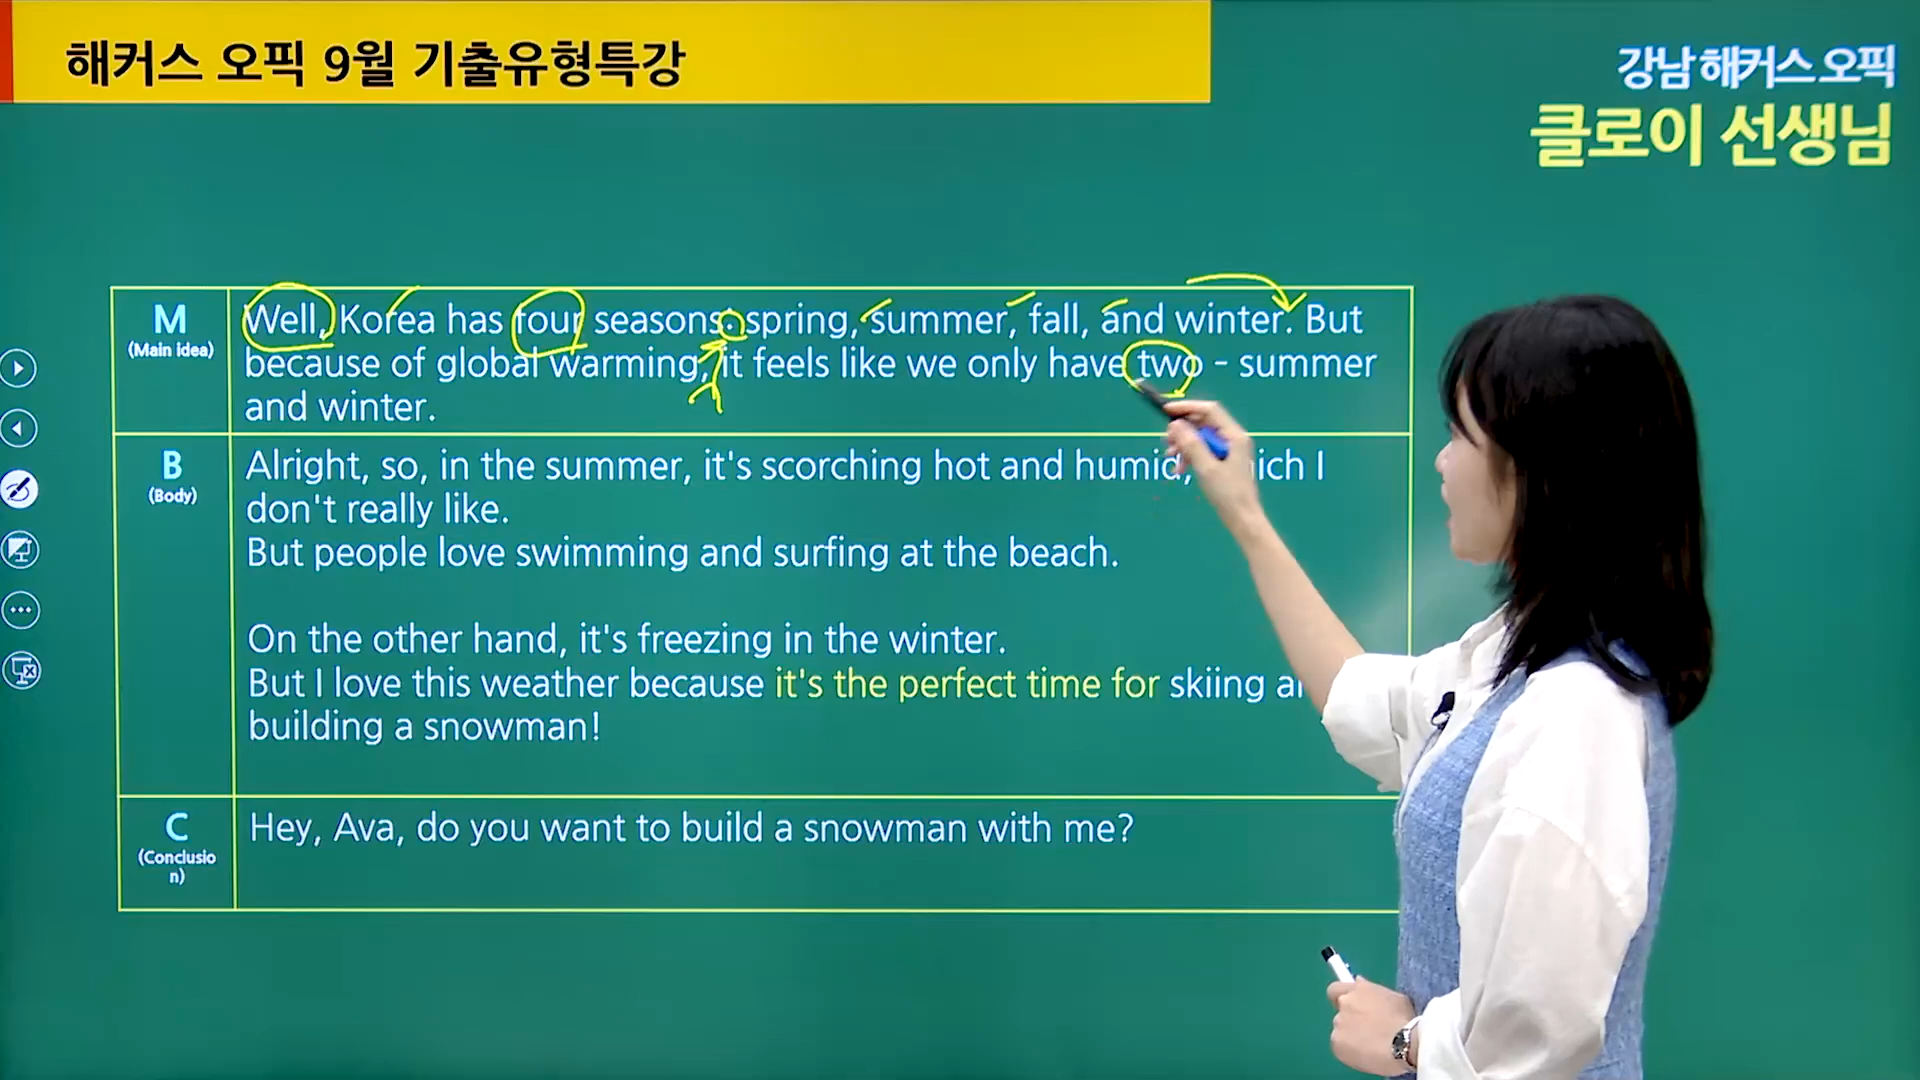 해커스 오픽 9월 기출유형특강
강남 해커스 오픽
클로이 선생님
M
(Main idea)
Well, Korea has four seasons: spring, summer, fall, and winter. But
because of global warming, it feels like we only have two - summer
and winter.
B
(Body)
Alright, so, in the summer, it's scorching hot and humid, which I
don't really like.
But people love swimming and surfing at the beach.
On the other hand, it's freezing in the winter.
But I love this weather because it's the perfect time for skiing a
building a snowman!
C
(Conclusio
n)
Hey, Ava, do you want to build a snowman with me?